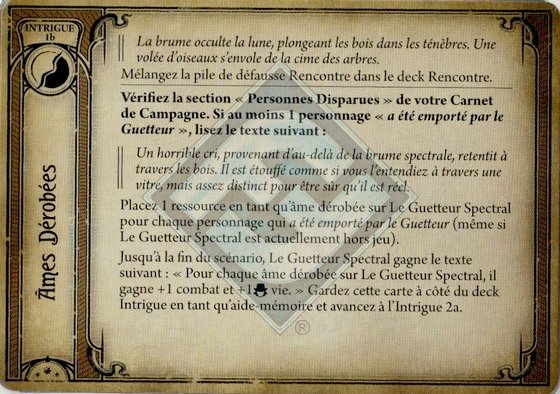 INTRIGUE
1b
Âmes Dérobées
La brume occulte la lune, plongeant les bois dans les ténèbres. Une
volée d'oiseaux s'envole de la cime des arbres.
Mélangez la pile de défausse Rencontre dans le deck Rencontre.
Vérifiez la section « Personnes Disparues » de votre Carnet
de Campagne. Si au moins 1 personnage « a été emporté par le
Guetteur », lisez le texte suivant :
Un horrible cri, provenant d'au-delà de la brume spectrale, retentit à
travers les bois. Il est étouffé comme si vous l'entendiez à travers une
vitre, mais assez distinct pour être sûr qu'il est réel.
Placez 1 ressource en tant qu'âme dérobée sur Le Guetteur Spectral
pour chaque personnage qui a été emporté par le Guetteur (même si
Le Guetteur Spectral est actuellement hors jeu).
Jusqu'à la fin du scénario, Le Guetteur Spectral gagne le texte
suivant : « Pour chaque âme dérobée sur Le Guetteur Spectral, il
gagne +1 combat et +1 vie. » Gardez cette carte à côté du deck
Intrigue en tant qu'aide-mémoire et avancez à l'Intrigue 2a.
®